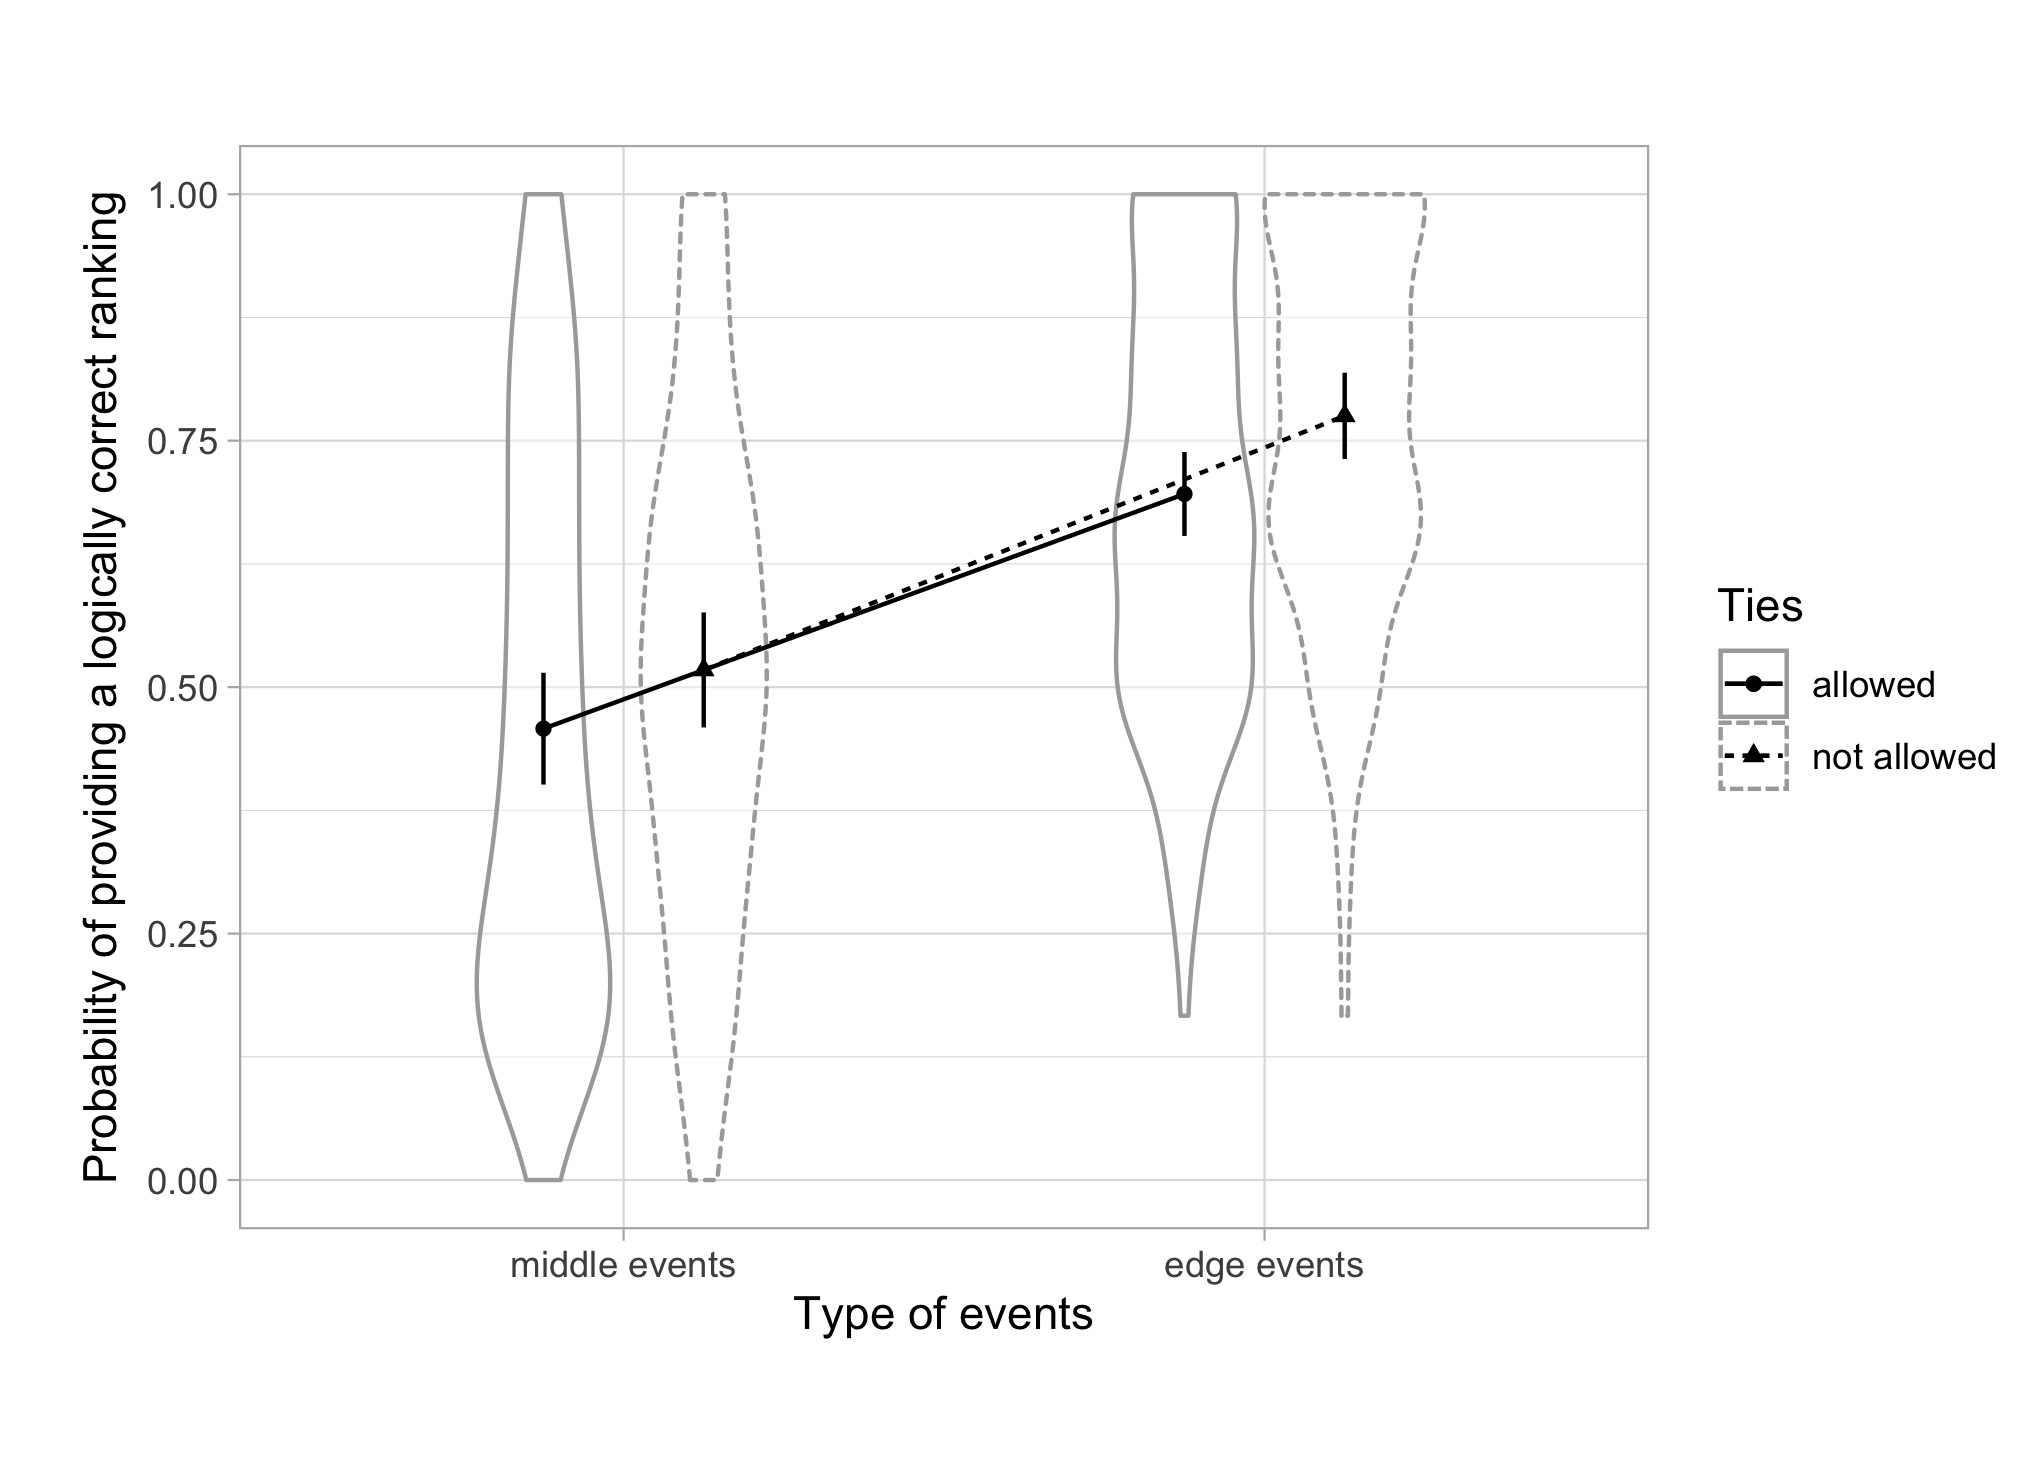 Probability of providing a logically correct ranking
1.00
0.75
0.50
0.25
0.00
middle events
edge events
Type of events
Ties
allowed
not allowed